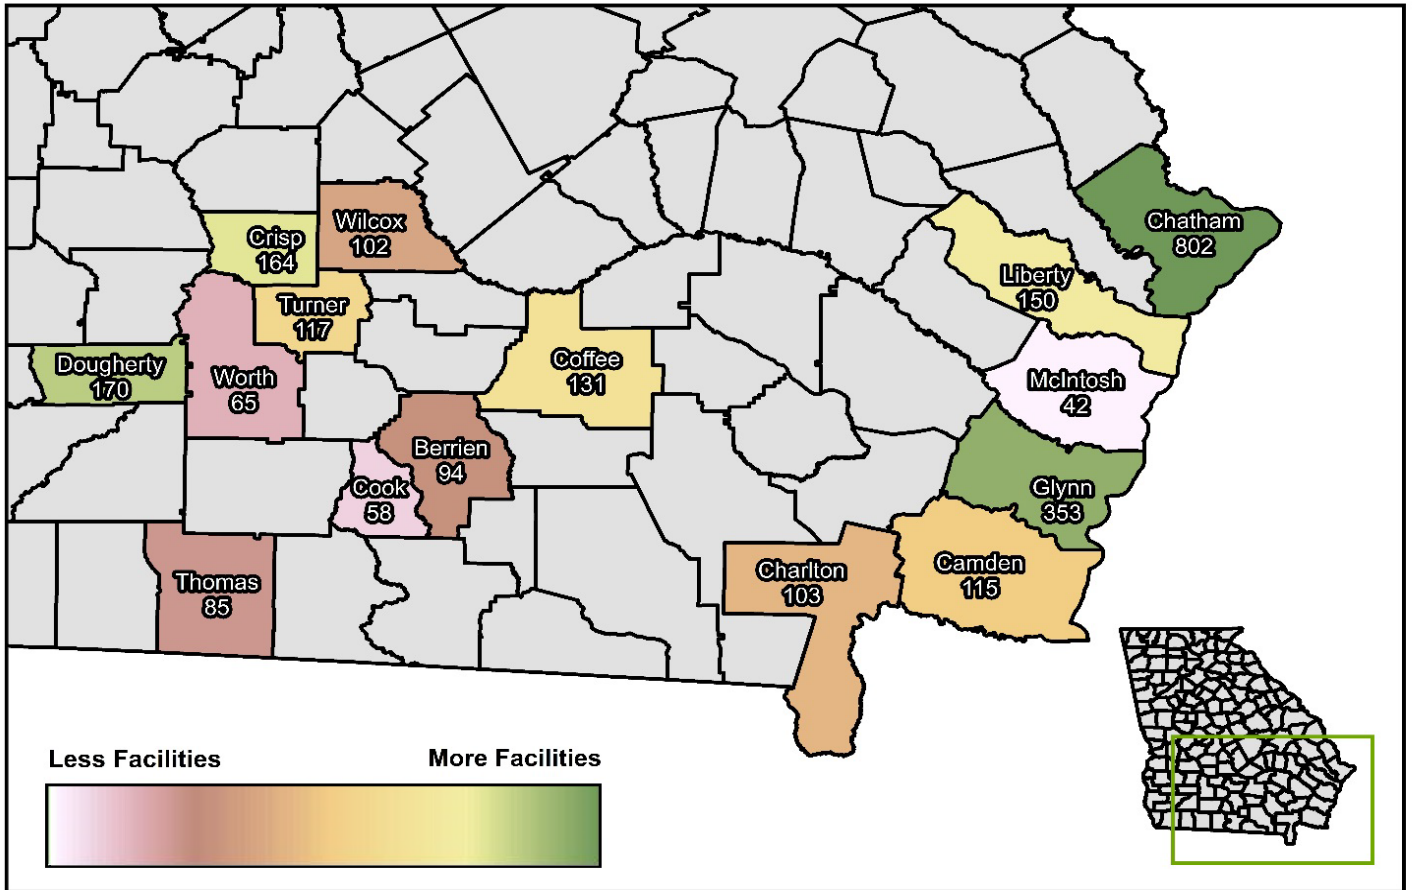 Chatham
802
Wilcox
102
Crisp
164
Liberty
150
Turner
117
Coffee
131
Dougherty
170
Worth
65
McIntosh
42
Berrien
94
Cook
58
Glynn
353
Thomas
85
Charlton
103
Camden
115
Less Facilities
More Facilities